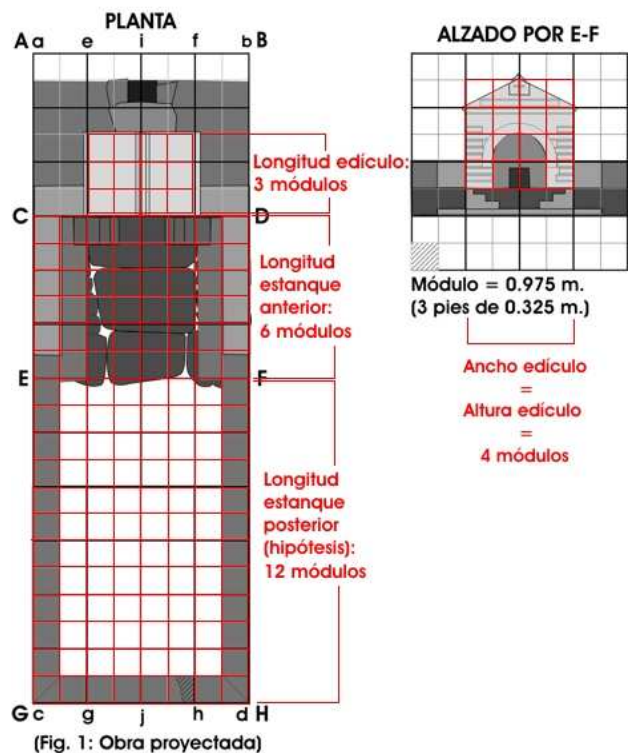 PLANTA
A a e i f b B
Longitud edículo:
3 módulos
C D
Longitud
estanque
anterior:
6 módulos
E F
Longitud
estanque
posterior
(hipótesis):
12 módulos
G c g j h d H
(Fig. 1: Obra proyectada)
ALZADO POR E-F
Módulo = 0.975 m.
(3 pies de 0.325 m.)
Ancho edículo
=
Altura edículo
=
4 módulos